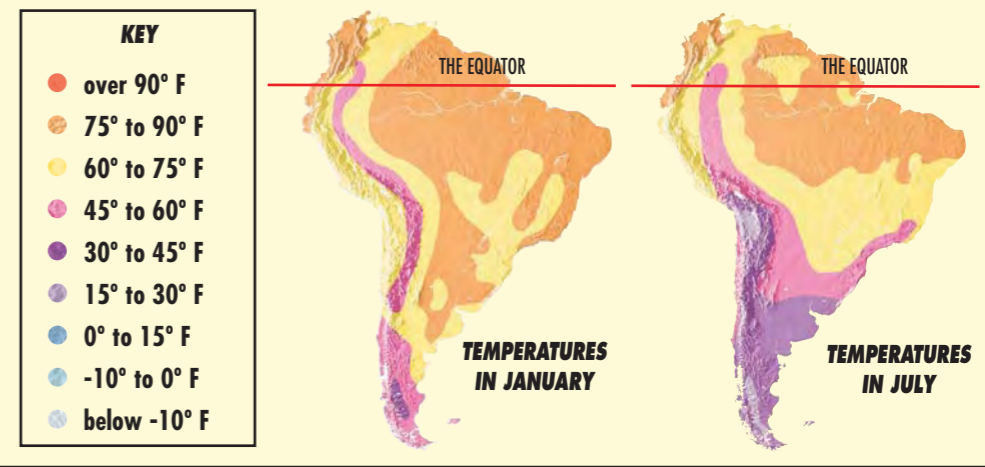 KEY
over 90° F
75° to 90° F
60° to 75° F
45° to 60° F
30° to 45° F
15° to 30° F
0° to 15° F
-10° to 0° F
below -10° F
THE EQUATOR
TEMPERATURES
IN JANUARY
THE EQUATOR
TEMPERATURES
IN JULY